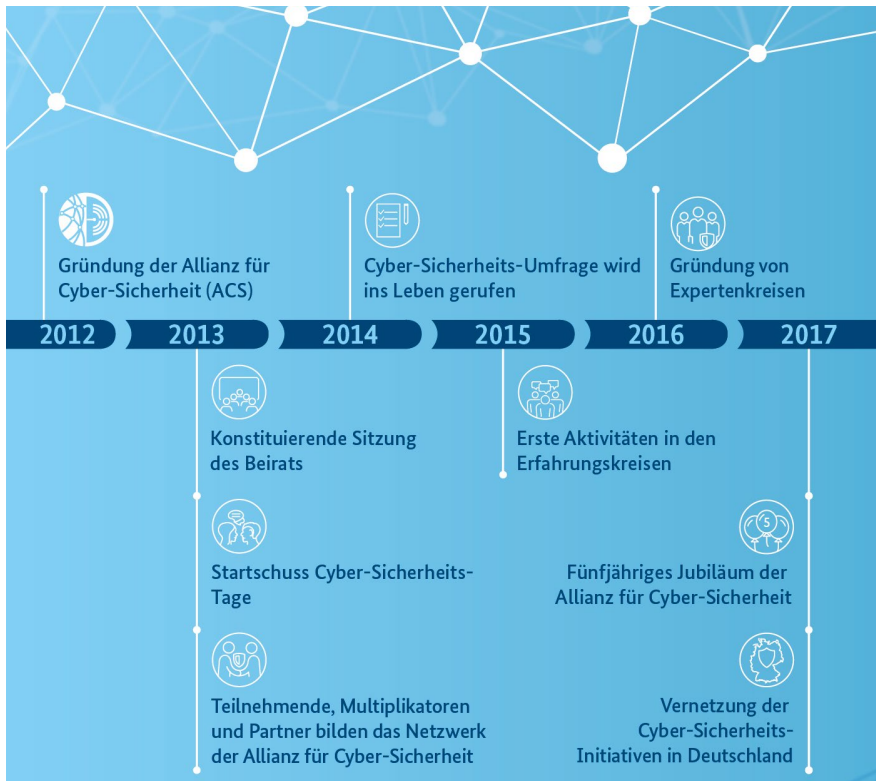 Gründung der Allianz für
Cyber-Sicherheit (ACS)
Cyber-Sicherheits-Umfrage wird
ins Leben gerufen
Gründung von
Expertenkreisen
2012
2013
2014
2015
2016
2017
Konstituierende Sitzung
des Beirats
Startschuss Cyber-Sicherheits-
Tage
Teilnehmende, Multiplikatoren
und Partner bilden das Netzwerk
der Allianz für Cyber-Sicherheit
Erste Aktivitäten in den
Erfahrungskreisen
5
Fünfjähriges Jubiläum der
Allianz für Cyber-Sicherheit
Vernetzung der
Cyber-Sicherheits-
Initiativen in Deutschland